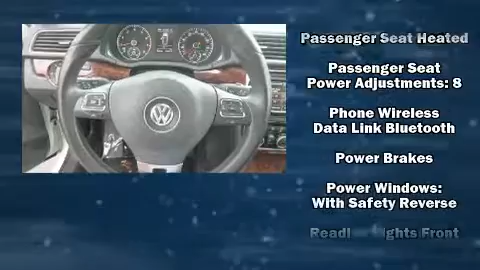 Passenger Seat Heated
Passenger Seat
Power Adjustments: 8
Phone Wireless
Data Link Bluetooth
Power Brakes
Power Windows:
With Safety Reverse
Front